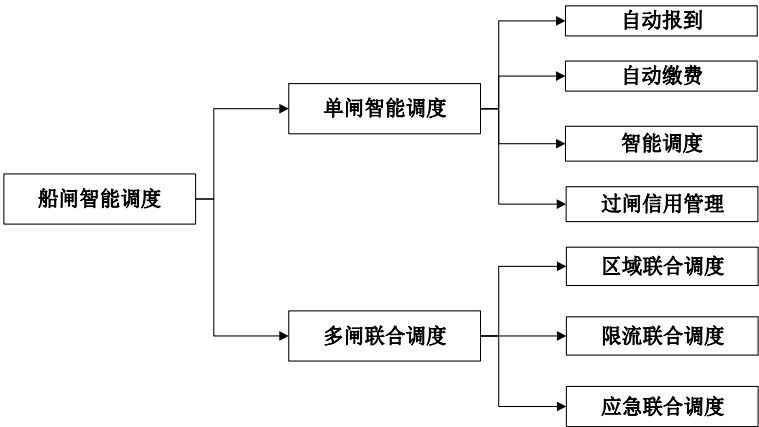 船闸智能调度
单闸智能调度
自动报到
自动缴费
智能调度
过闸信用管理
多闸联合调度
区域联合调度
限流联合调度
应急联合调度